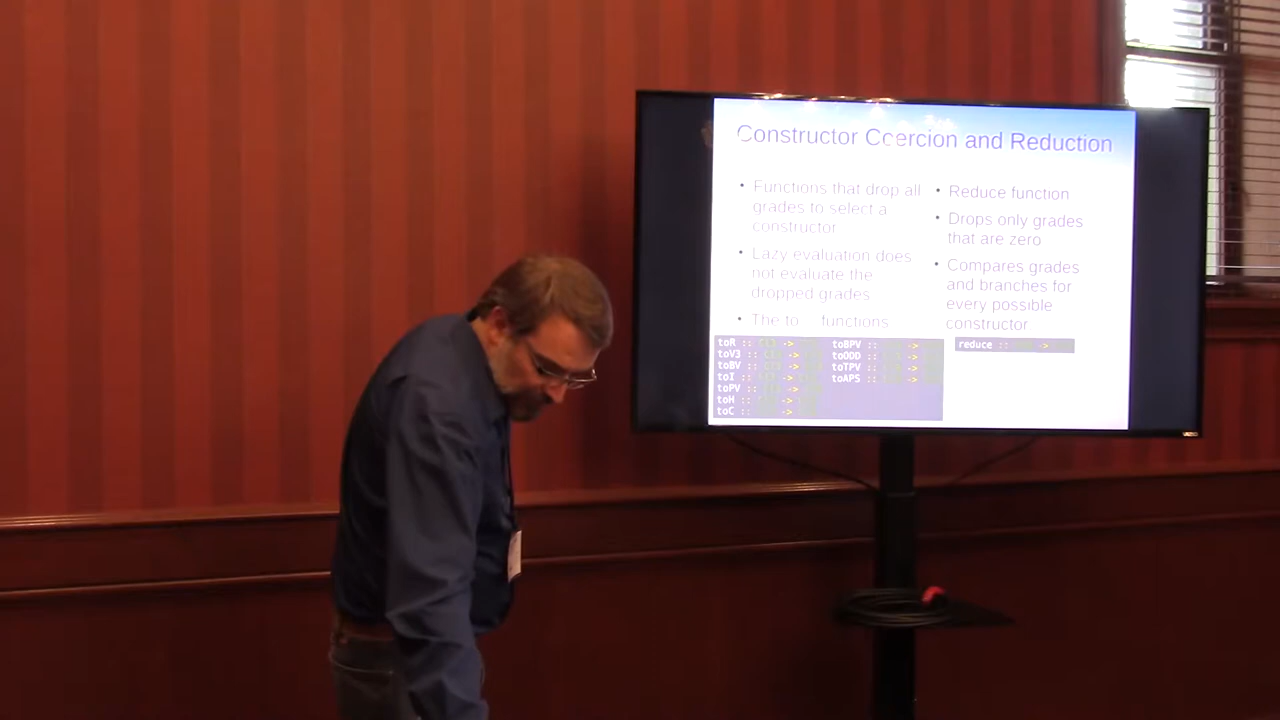 Constructor Coercion and Reduction
• Functions that drop all
grades to select a
constructor
• Lazy evaluation does
not evaluate the
dropped grades
• The to functions
toR :: ->
toV3 :: ->
toBV :: ->
toI :: ->
toPV :: ->
toH :: ->
toC :: ->
toBPV :: ->
toODD :: ->
toTPV :: ->
toAPS :: ->
• Reduce function
• Drops only grades
that are zero
• Compares grades
and branches for
every possible
constructor
reduce :: ->